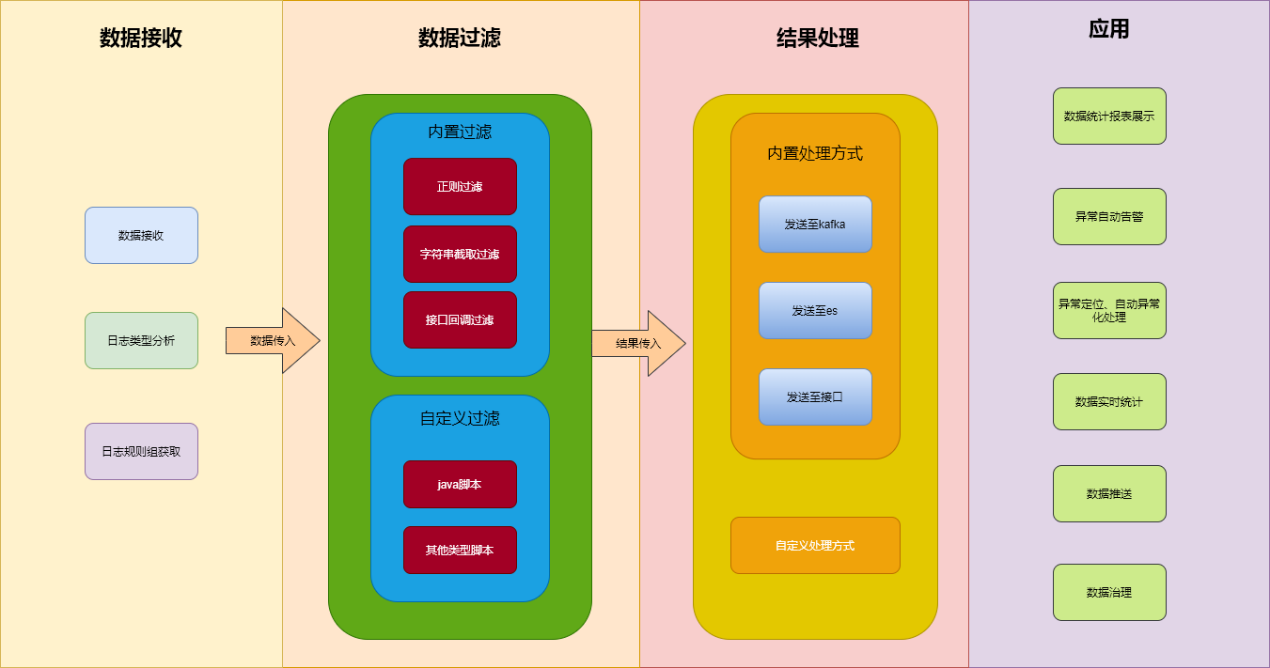 数据接收
数据过滤
结果处理
应用
数据接收
日志类型分析
日志规则组获取
数据传入
内置过滤
正则过滤
字符串截取过滤
接口回调过滤
自定义过滤
java脚本
其他类型脚本
结果传入
内置处理方式
发送至kafka
发送至es
发送至接口
自定义处理方式
数据统计报表展示
异常自动告警
异常定位、自动异常
化处理
数据实时统计
数据推送
数据治理